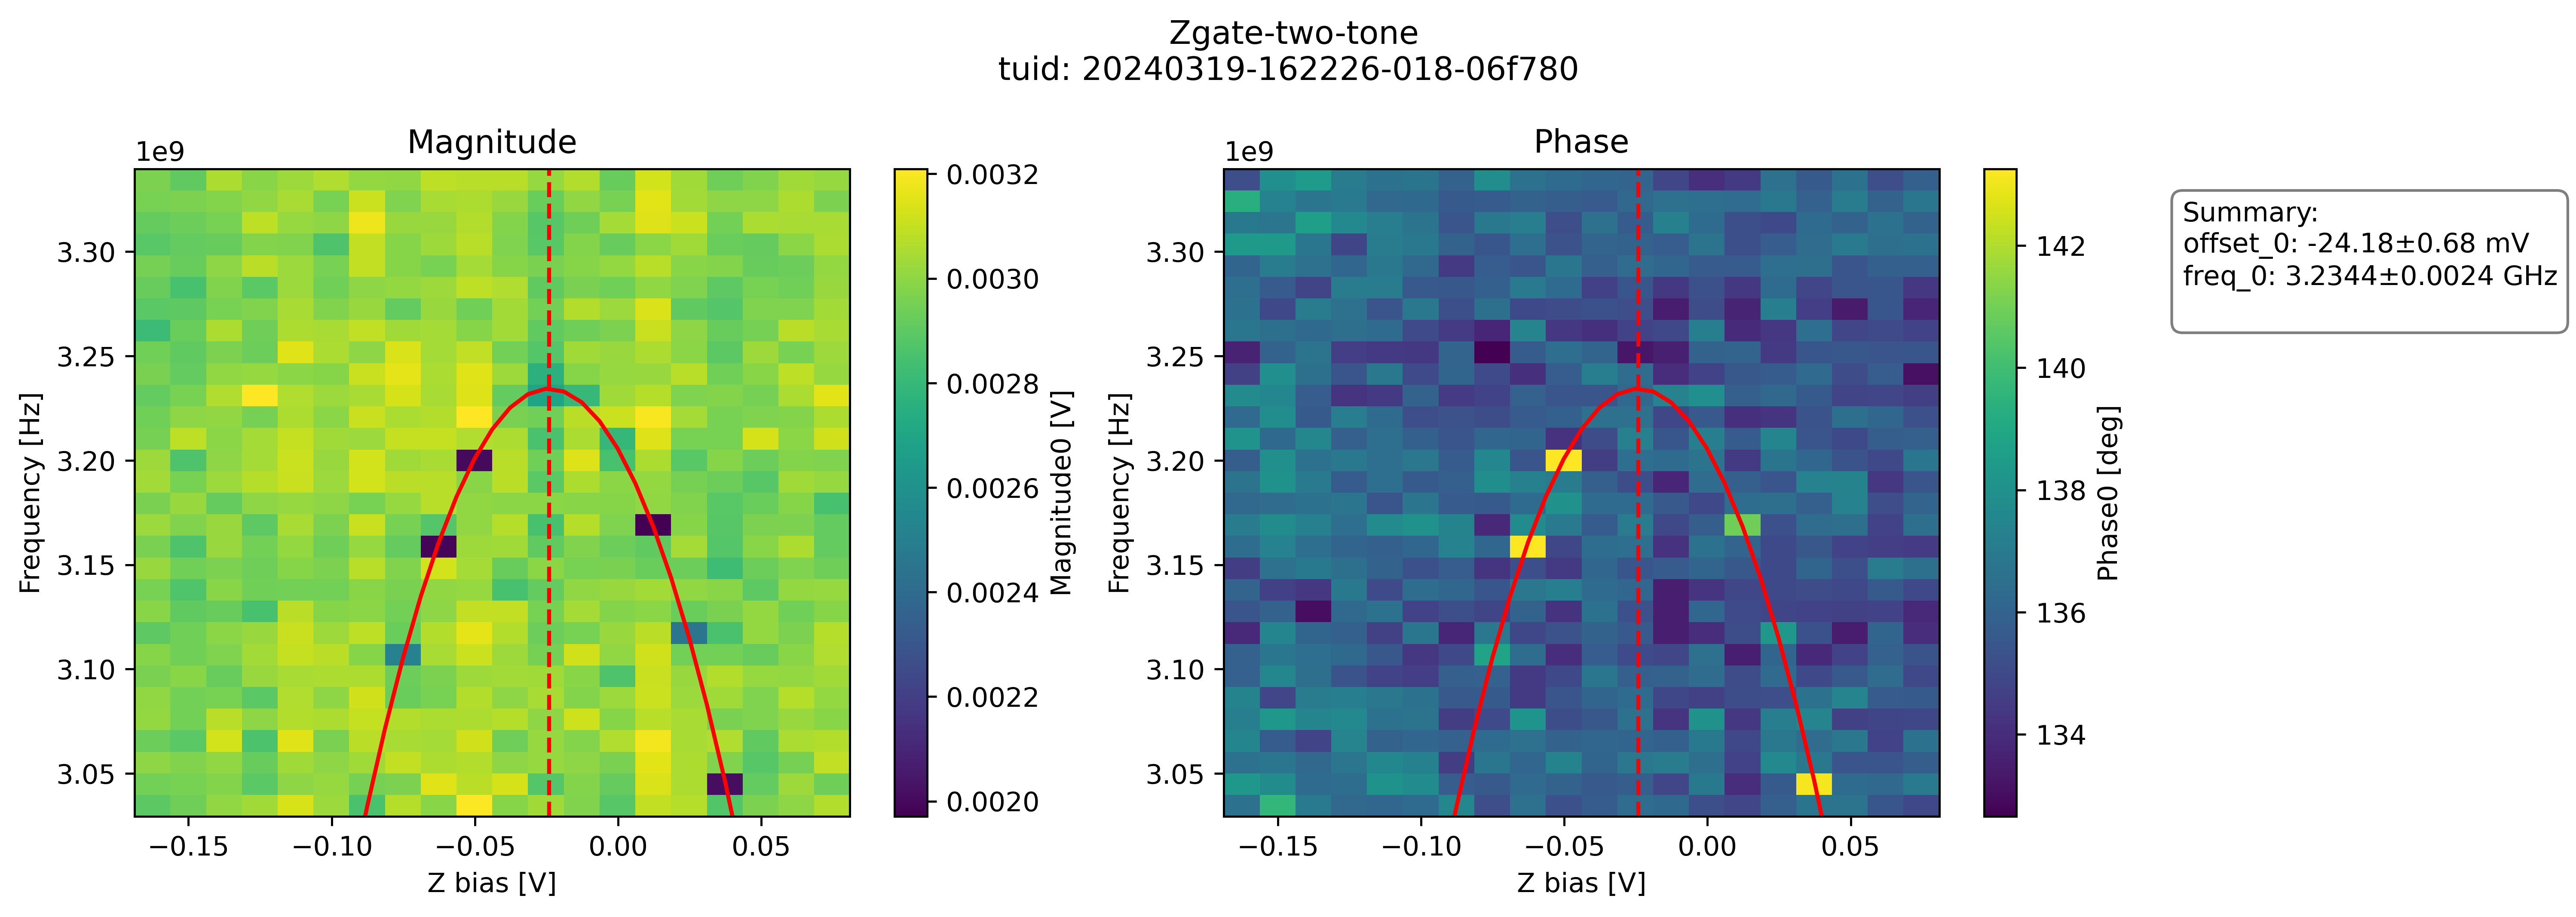 Zgate-two-tone
tuid: 20240319-162226-018-06f780
Magnitude
1e9
3.30
3.25
3.20
3.15
3.10
3.05
Frequency [Hz]
−0.15
−0.10
−0.05
0.00
0.05
Z bias [V]
0.0032
0.0030
0.0028
0.0026
0.0024
0.0022
0.0020
Magnitude0 [V]
Phase
1e9
3.30
3.25
3.20
3.15
3.10
3.05
Frequency [Hz]
−0.15
−0.10
−0.05
0.00
0.05
Z bias [V]
142
140
138
136
134
Phase0 [deg]
Summary:
offset_0: -24.18±0.68 mV
freq_0: 3.2344±0.0024 GHz